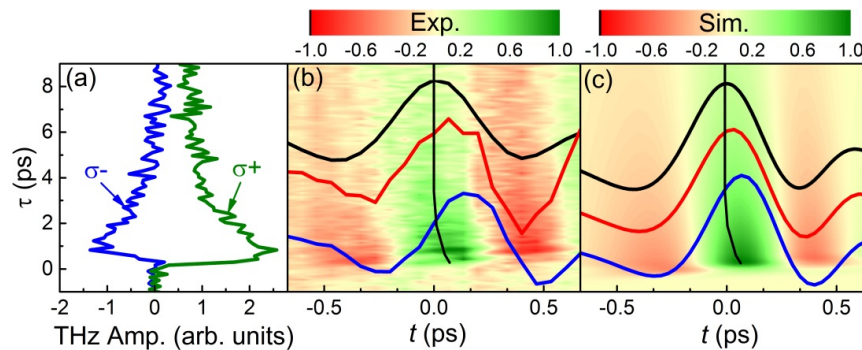 Exp.
Sim.
-1.0 -0.6 -0.2 0.2 0.6 1.0
-1.0 -0.6 -0.2 0.2 0.6 1.0
(a)
(b)
(c)
8
6
4
2
0
τ (ps)
σ-
σ+
-2 -1 0 1 2
-0.5 0.0 0.5
-0.5 0.0 0.5
THz Amp. (arb. units)
t (ps)
t (ps)